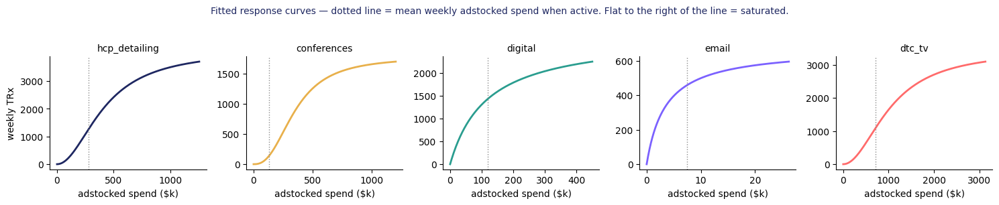 Fitted response curves — dotted line = mean weekly adstocked spend when active. Flat to the right of the line = saturated.
hcp_detailing
weekly TRx
3000
2000
1000
0
0 500 1000
adstocked spend ($k)
conferences
1500
1000
500
0
0 500 1000
adstocked spend ($k)
digital
2000
1500
1000
500
0
0 100 200 300 400
adstocked spend ($k)
email
600
400
200
0
0 10 20
adstocked spend ($k)
dtc_tv
3000
2000
1000
0
0 1000 2000 3000
adstocked spend ($k)